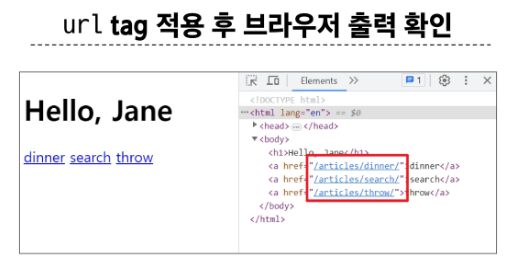 url tag 적용 후 브라우저 출력 확인
Hello, Jane
dinner search throw
Elements >> 1
<!DOCTYPE html>
<html lang="en"> == $0
<head> </head>
<body>
<h1>Hello, Jane</h1>
<a href="/articles/dinner/">dinner</a>
<a href="/articles/search/">search</a>
<a href="/articles/throw/">throw</a>
</body>
</html>